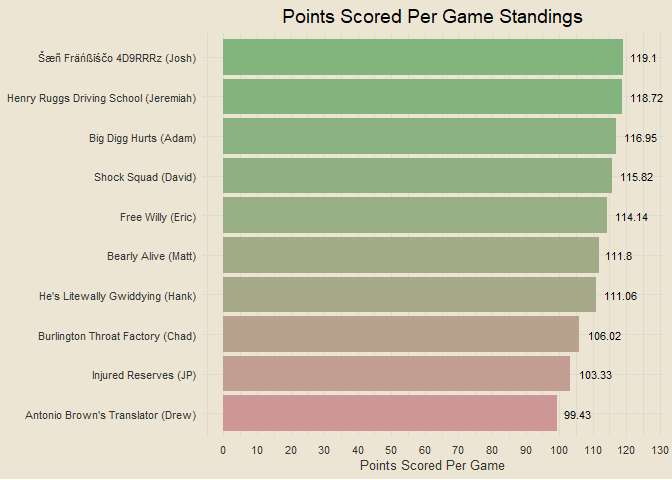 Points Scored Per Game Standings
Šæñ Fráńßïśčo 4D9RRRz (Josh) 119.1
Henry Ruggs Driving School (Jeremiah) 118.72
Big Digg Hurts (Adam) 116.95
Shock Squad (David) 115.82
Free Willy (Eric) 114.14
Bearly Alive (Matt) 111.8
He's Litewally Gwiddying (Hank) 111.06
Burlington Throat Factory (Chad) 106.02
Injured Reserves (JP) 103.33
Antonio Brown's Translator (Drew) 99.43
0 10 20 30 40 50 60 70 80 90 100 110 120 130
Points Scored Per Game